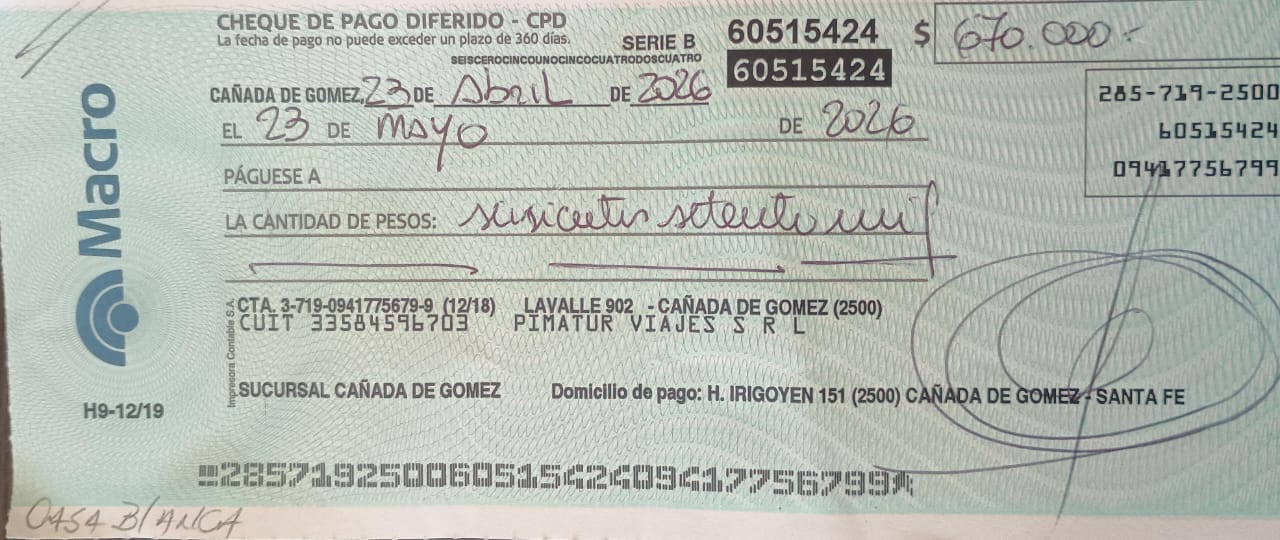 CHEQUE DE PAGO DIFERIDO - CPD
La fecha de pago no puede exceder un plazo de 360 días.
SERIE B
60515424
$ 670.000.-
SEISCEROCINCOUNOCINCOCUATRODOSCUATRO
60515424
285-719-2500
60515424
09417756799
CAÑADA DE GOMEZ, 23 DE Abril DE 2026
EL 23 DE MAYO DE 2026
PÁGUESE A
LA CANTIDAD DE PESOS: seiscientos setenta mil
Macro
CTA. 3-719-0941775679-9 (12/18) LAVALLE 902 - CAÑADA DE GOMEZ (2500)
CUIT 33584596703 PIMATUR VIAJES S R L
Impresora Contable S.A.
SUCURSAL CAÑADA DE GOMEZ Domicilio de pago: H. IRIGOYEN 151 (2500) CAÑADA DE GOMEZ - SANTA FE
H9-12/19
28571925006051542409417756799
CASA BLANCA